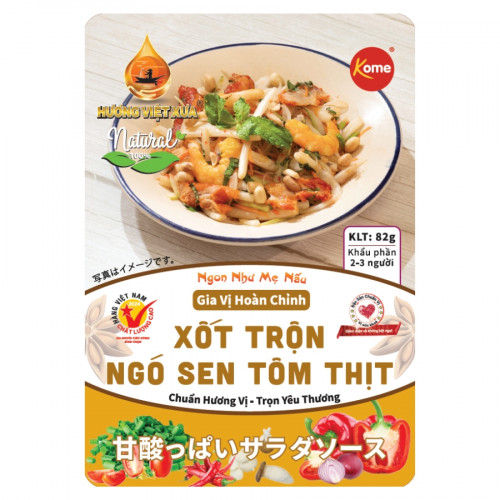 HƯƠNG VIỆT XƯA
Natural
100%
Kome
®
KLT: 82g
Khẩu phần
2-3 người
写真はイメージです。
Ngon Như Mẹ Nấu
Gia Vị Hoàn Chỉnh
HÀNG VIỆT NAM
CHẤT LƯỢNG CAO
XỐT TRỘN
NGÓ SEN TÔM THỊT
Chuẩn Hương Vị - Trọn Yêu Thương
甘酸っぱいサラダソース